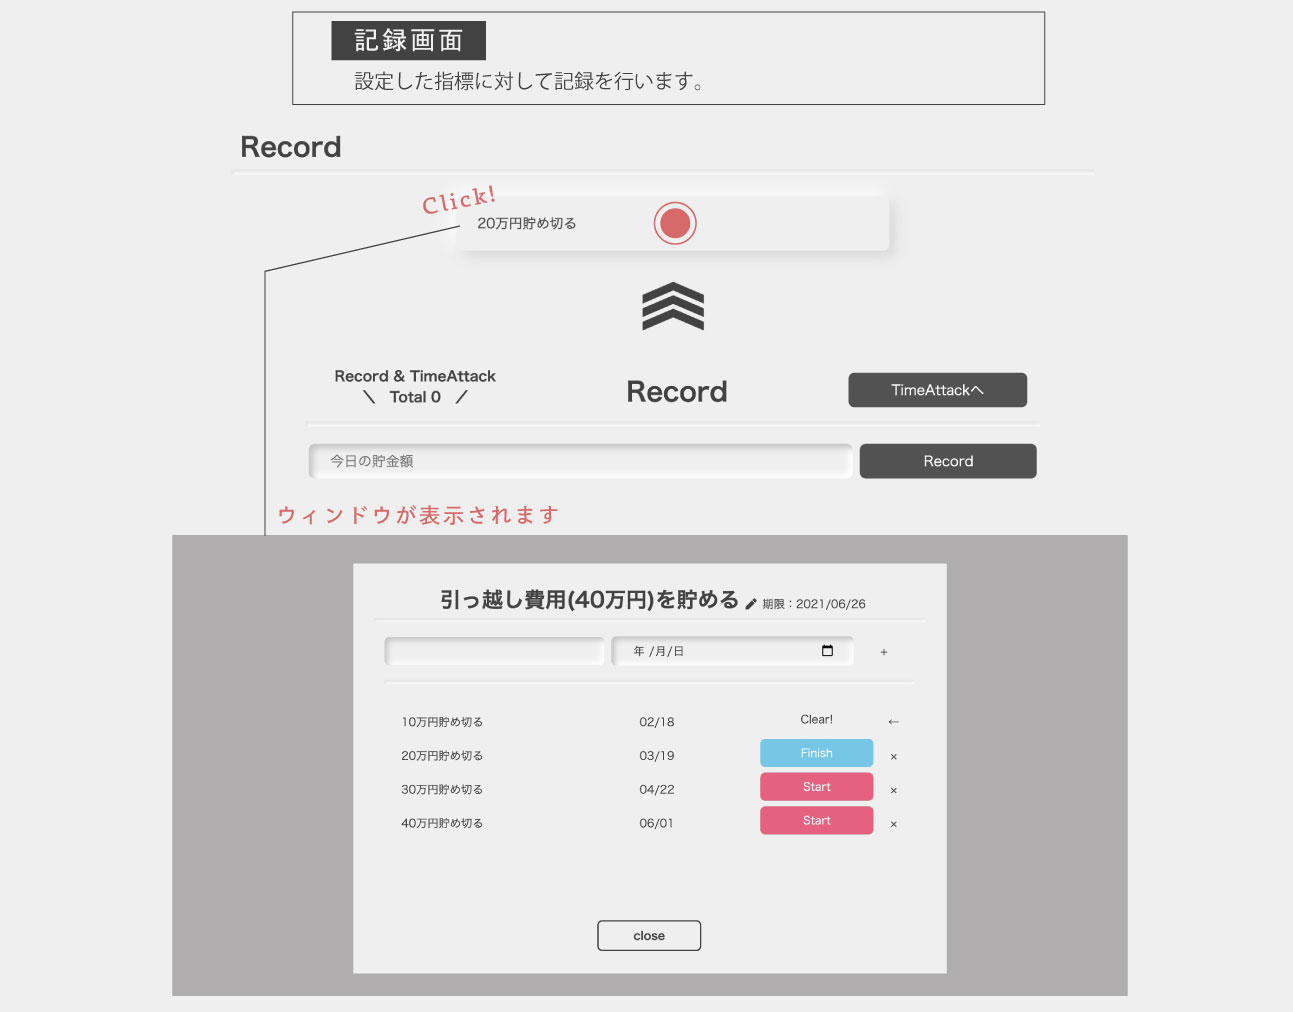 記録画面
設定した指標に対して記録を行います。
Record
Click!
20万円貯め切る
Record & TimeAttack
＼ Total 0 ／
Record
TimeAttackへ
今日の貯金額
Record
ウィンドウが表示されます
引っ越し費用(40万円)を貯める 期限：2021/06/26
年 /月/日 +
10万円貯め切る 02/18 Clear! ←
20万円貯め切る 03/19 Finish ×
30万円貯め切る 04/22 Start ×
40万円貯め切る 06/01 Start ×
close